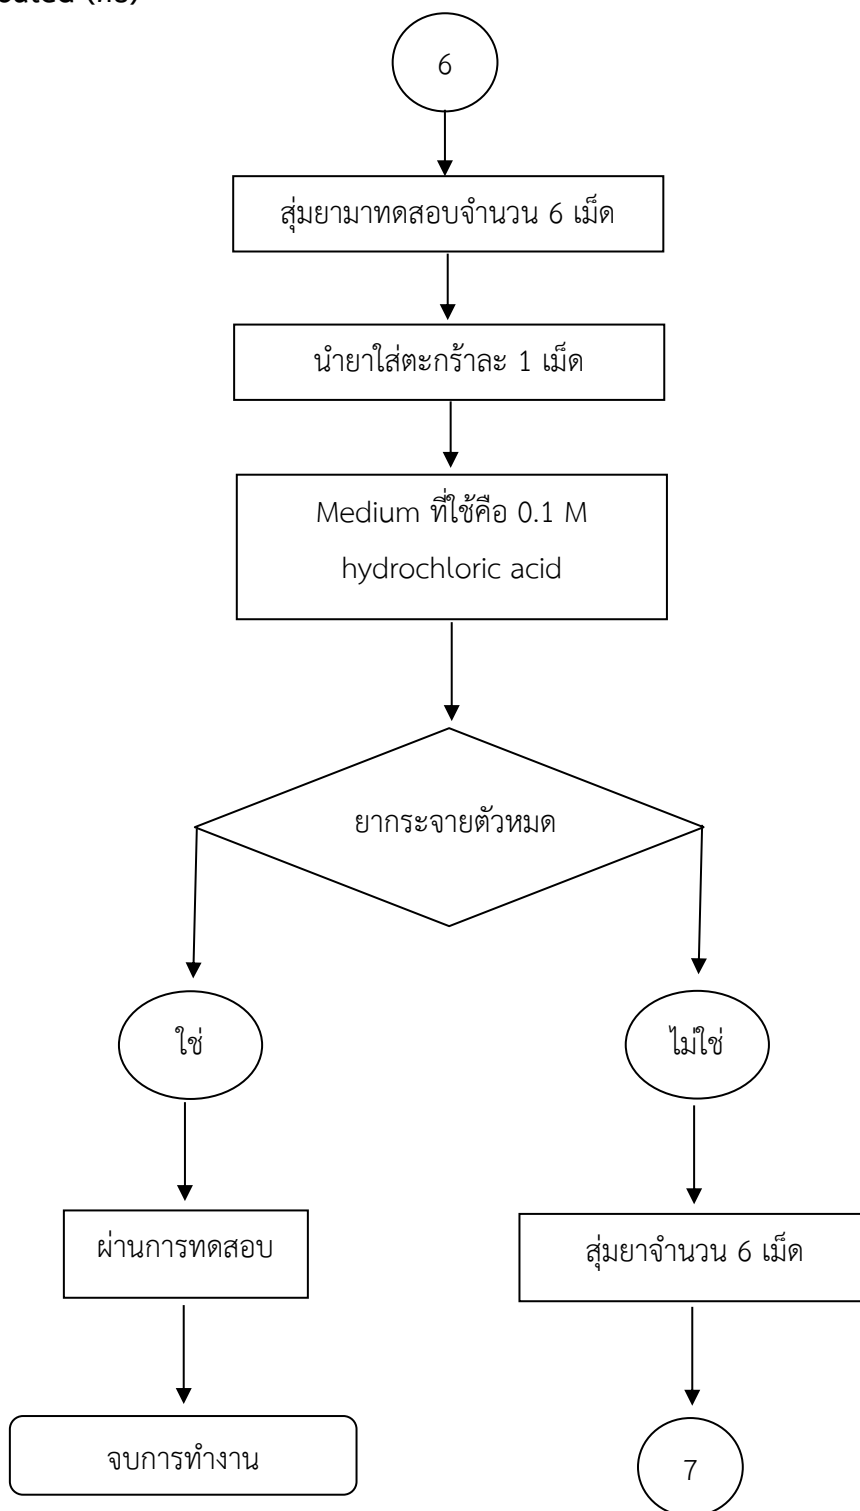 6
สุ่มยามาทดสอบจำนวน 6 เม็ด
นำยาใส่ตะกร้าละ 1 เม็ด
Medium ที่ใช้คือ 0.1 M
hydrochloric acid
ยากระจายตัวหมด
ใช่
ไม่ใช่
ผ่านการทดสอบ
สุ่มยาจำนวน 6 เม็ด
จบการทำงาน
7